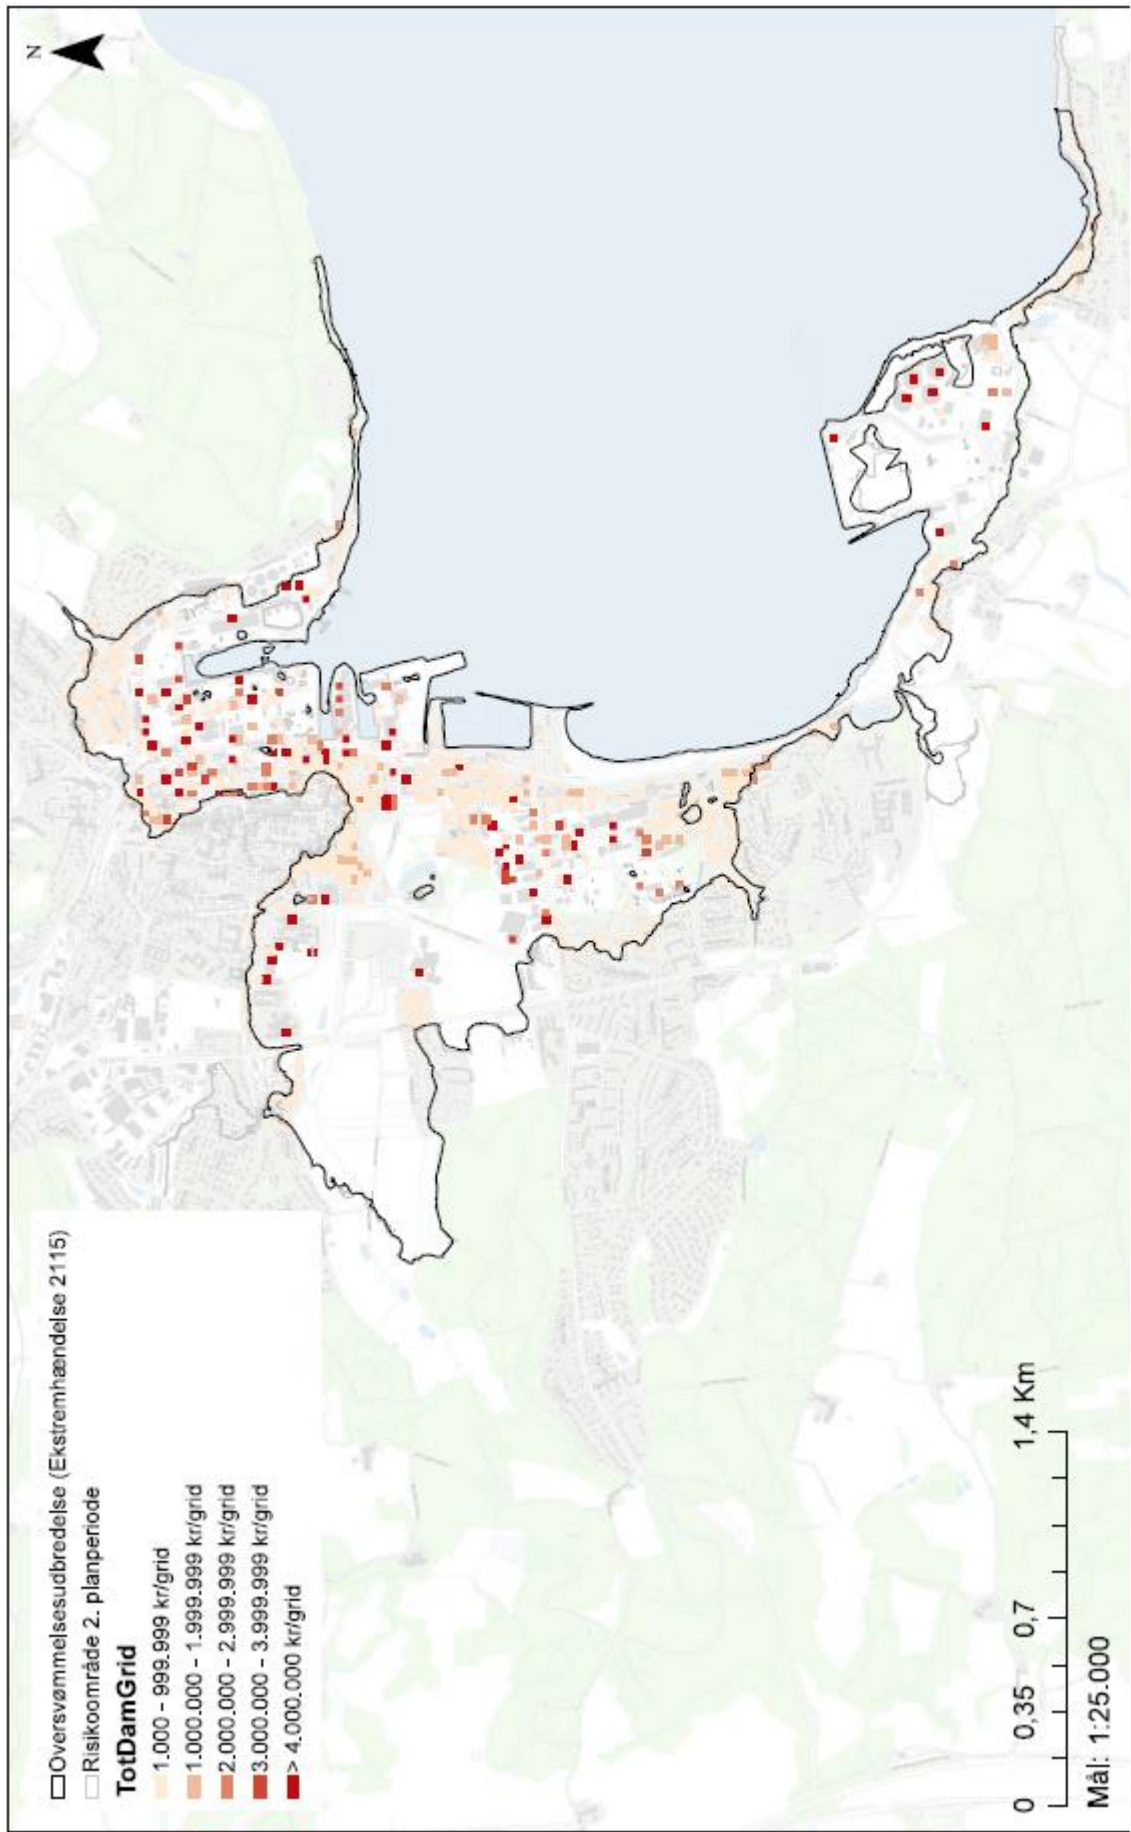 N
Oversvømmelsesudbredelse (Ekstremhændelse 2115)
Risikoområde 2. planperiode
TotDamGrid
1.000 - 999.999 kr/grid
1.000.000 - 1.999.999 kr/grid
2.000.000 - 2.999.999 kr/grid
3.000.000 - 3.999.999 kr/grid
> 4.000.000 kr/grid
0 0,35 0,7 1,4 Km
Mål: 1:25.000